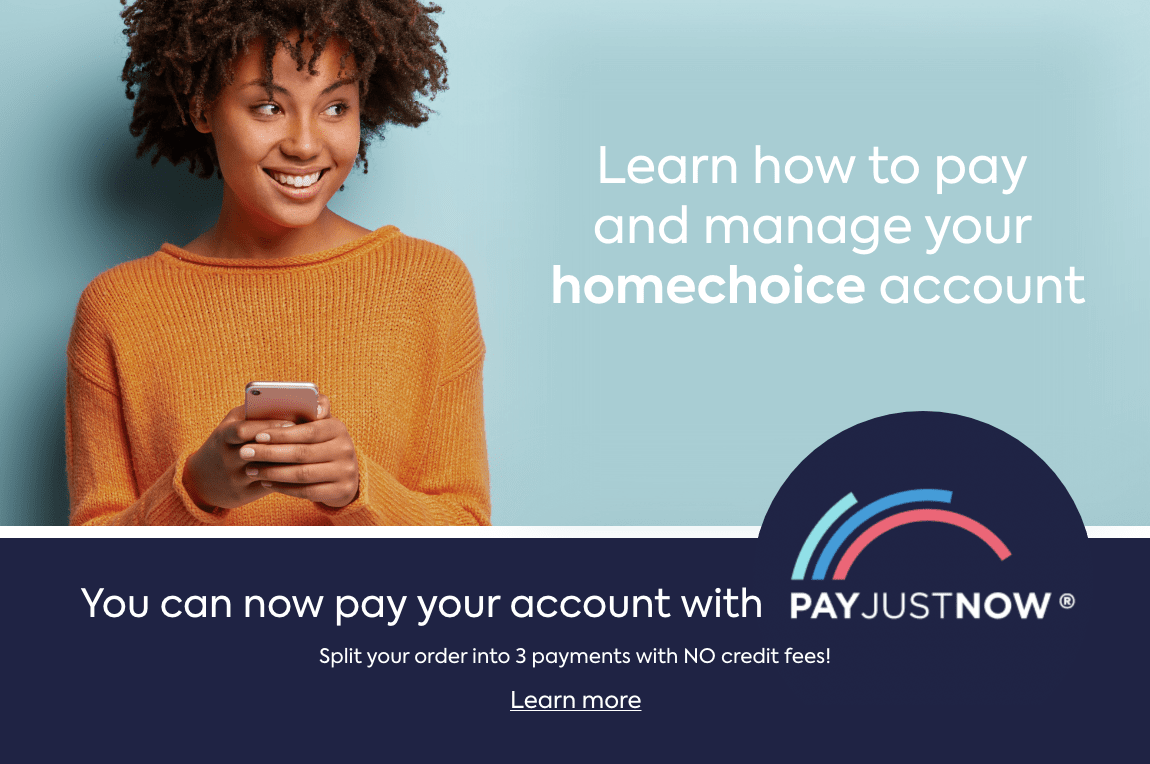 Learn how to pay
and manage your
homechoice account
You can now pay your account with PAYJUSTNOW®
Split your order into 3 payments with NO credit fees!
Learn more